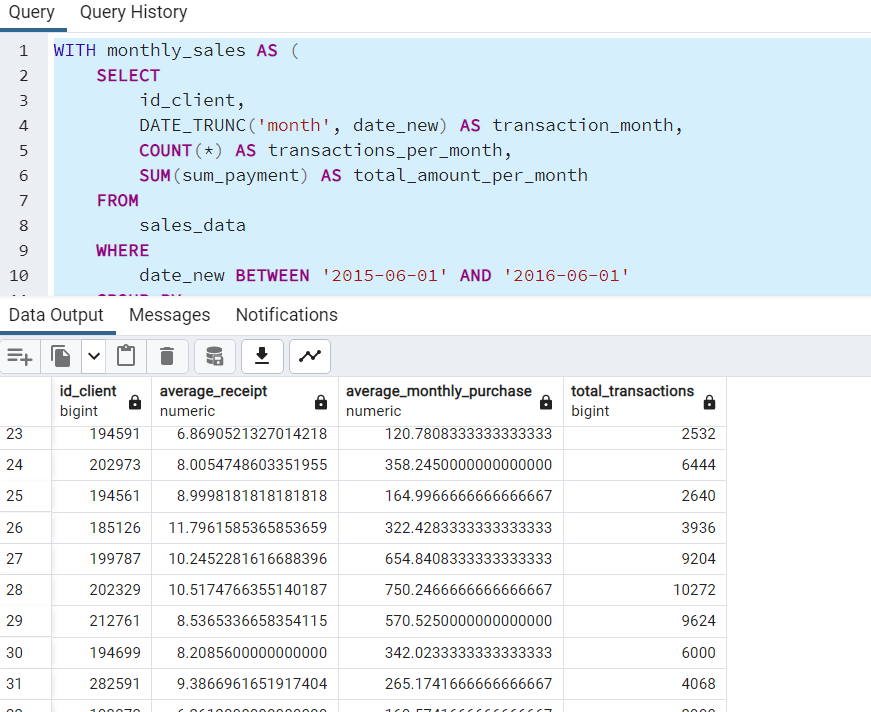 Query Query History
1 WITH monthly_sales AS (
2 SELECT
3 id_client,
4 DATE_TRUNC('month', date_new) AS transaction_month,
5 COUNT(*) AS transactions_per_month,
6 SUM(sum_payment) AS total_amount_per_month
7 FROM
8 sales_data
9 WHERE
10 date_new BETWEEN '2015-06-01' AND '2016-06-01'
Data Output Messages Notifications
id_client average_receipt average_monthly_purchase total_transactions
bigint numeric numeric bigint
23 194591 6.8690521327014218 120.7808333333333333 2532
24 202973 8.0054748603351955 358.2450000000000000 6444
25 194561 8.9998181818181818 164.9966666666666667 2640
26 185126 11.7961585365853659 322.4283333333333333 3936
27 199787 10.2452281616688396 654.8408333333333333 9204
28 202329 10.5174766355140187 750.2466666666666667 10272
29 212761 8.5365336658354115 570.5250000000000000 9624
30 194699 8.2085600000000000 342.0233333333333333 6000
31 282591 9.3866961651917404 265.1741666666666667 4068